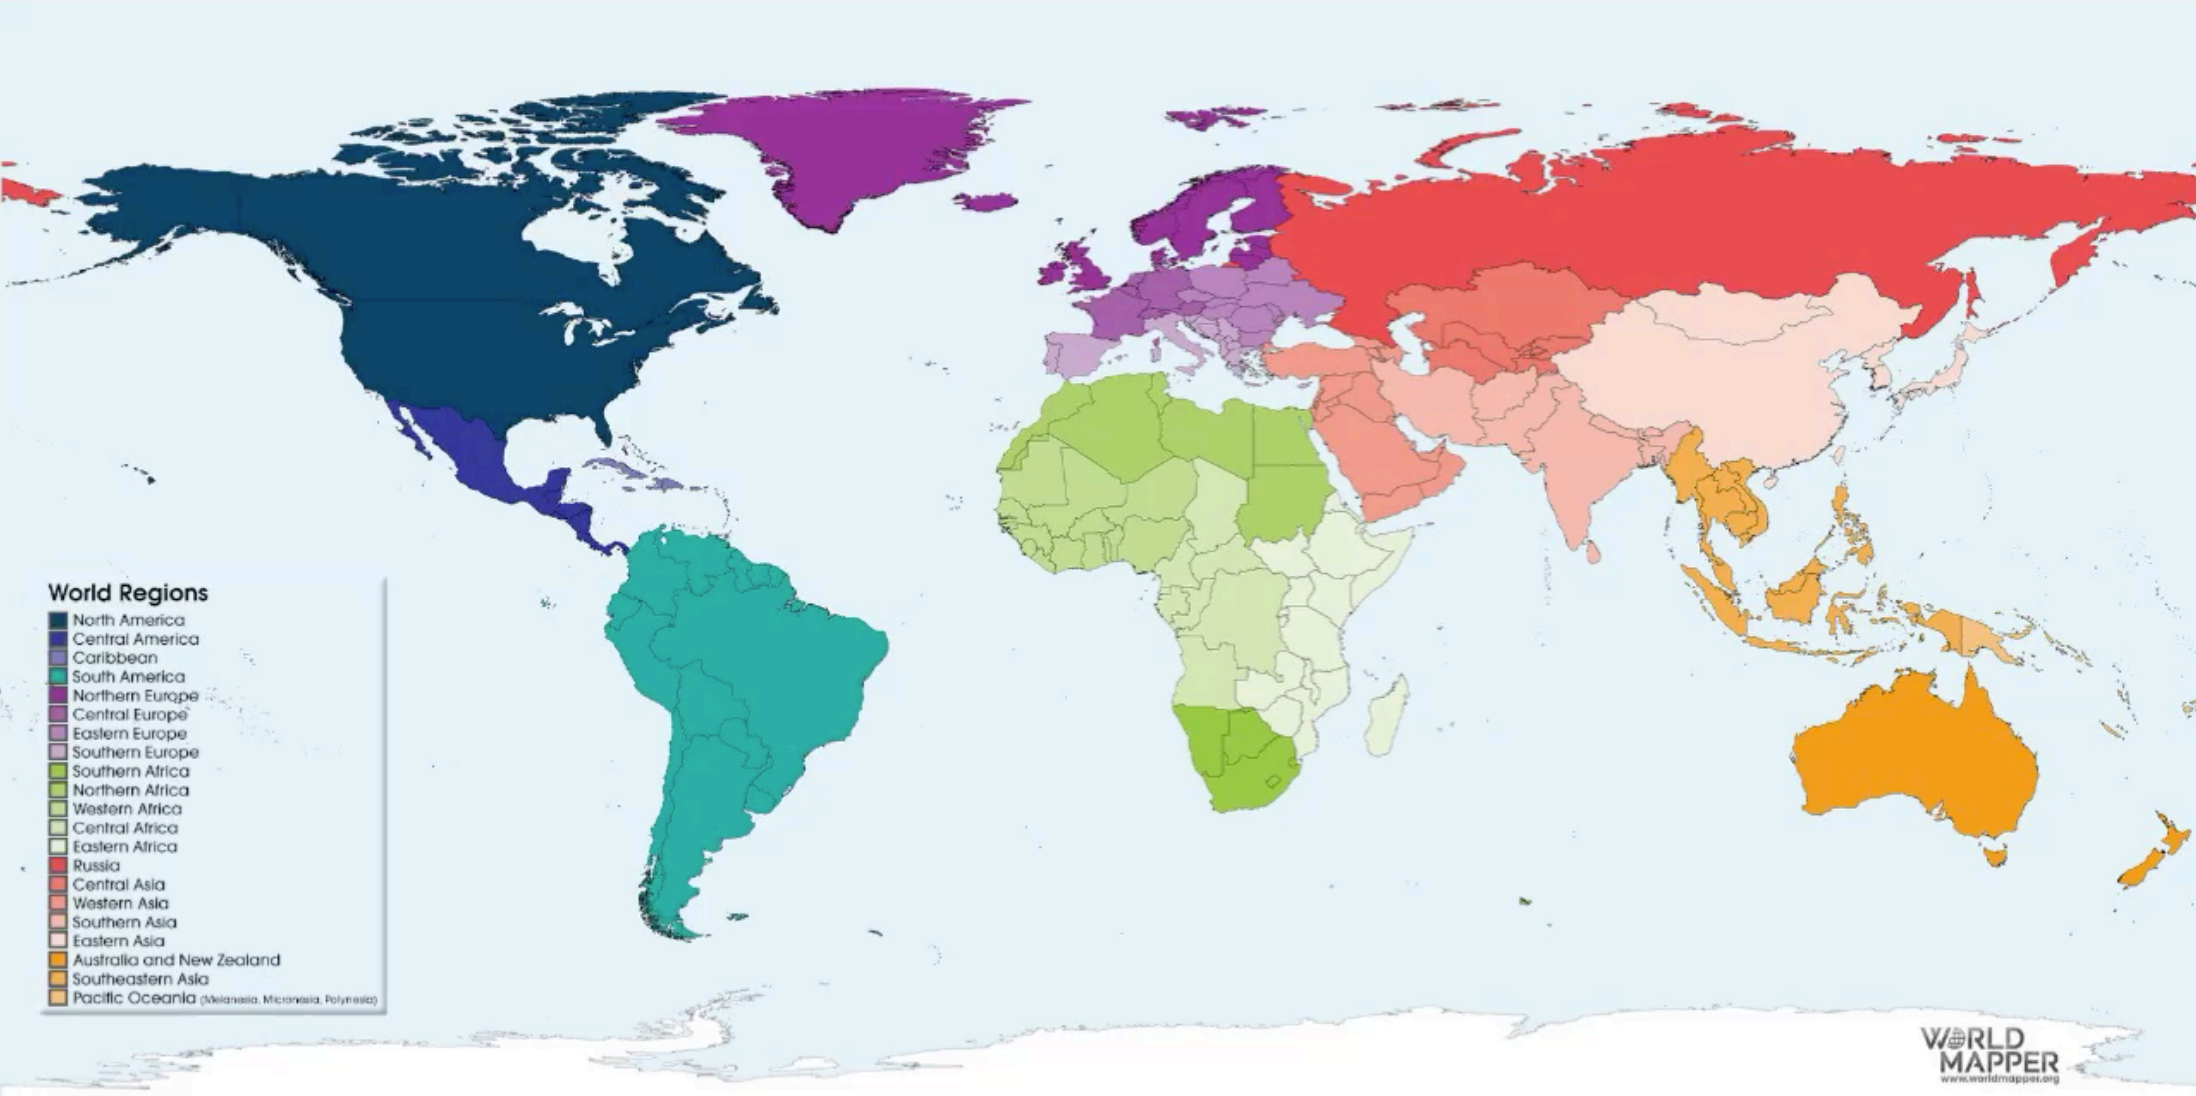 World Regions
North America
Central America
Caribbean
South America
Northern Europe
Central Europe
Eastern Europe
Southern Europe
Southern Africa
Northern Africa
Western Africa
Central Africa
Eastern Africa
Russia
Central Asia
Western Asia
Southern Asia
Eastern Asia
Australia and New Zealand
Southeastern Asia
Pacific Oceania (Melanesia, Micronesia, Polynesia)
WORLD
MAPPER
www.worldmapper.org